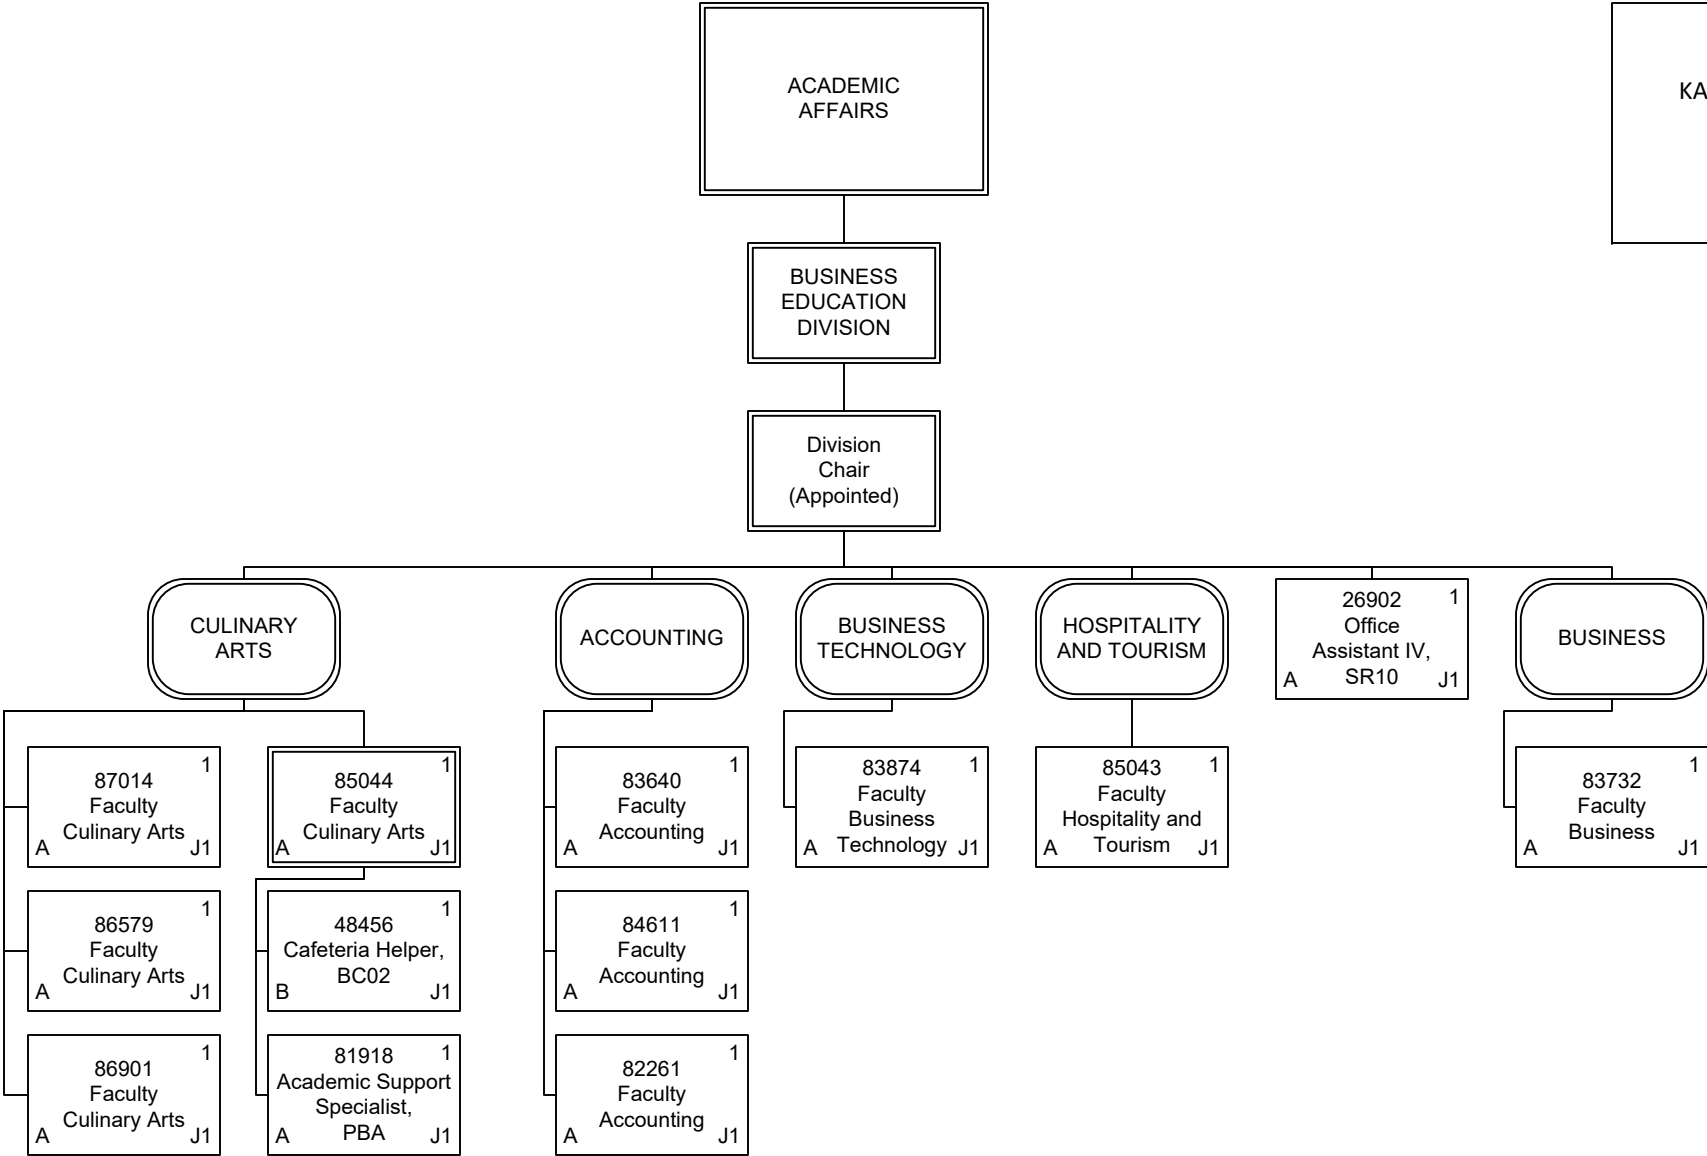 ACADEMIC
AFFAIRS
KA
BUSINESS
EDUCATION
DIVISION
Division
Chair
(Appointed)
CULINARY
ARTS
ACCOUNTING
BUSINESS
TECHNOLOGY
HOSPITALITY
AND TOURISM
26902 1
Office
Assistant IV,
A SR10 J1
BUSINESS
1
87014
Faculty
Culinary Arts
A J1
1
85044
Faculty
Culinary Arts
A J1
1
83640
Faculty
Accounting
A J1
83874 1
Faculty
Business
A Technology J1
85043 1
Faculty
Hospitality and
A Tourism J1
1
83732
Faculty
Business
A J1
1
86579
Faculty
Culinary Arts
A J1
1
48456
Cafeteria Helper,
BC02
B J1
1
84611
Faculty
Accounting
A J1
1
86901
Faculty
Culinary Arts
A J1
81918 1
Academic Support
Specialist,
A PBA J1
1
82261
Faculty
Accounting
A J1